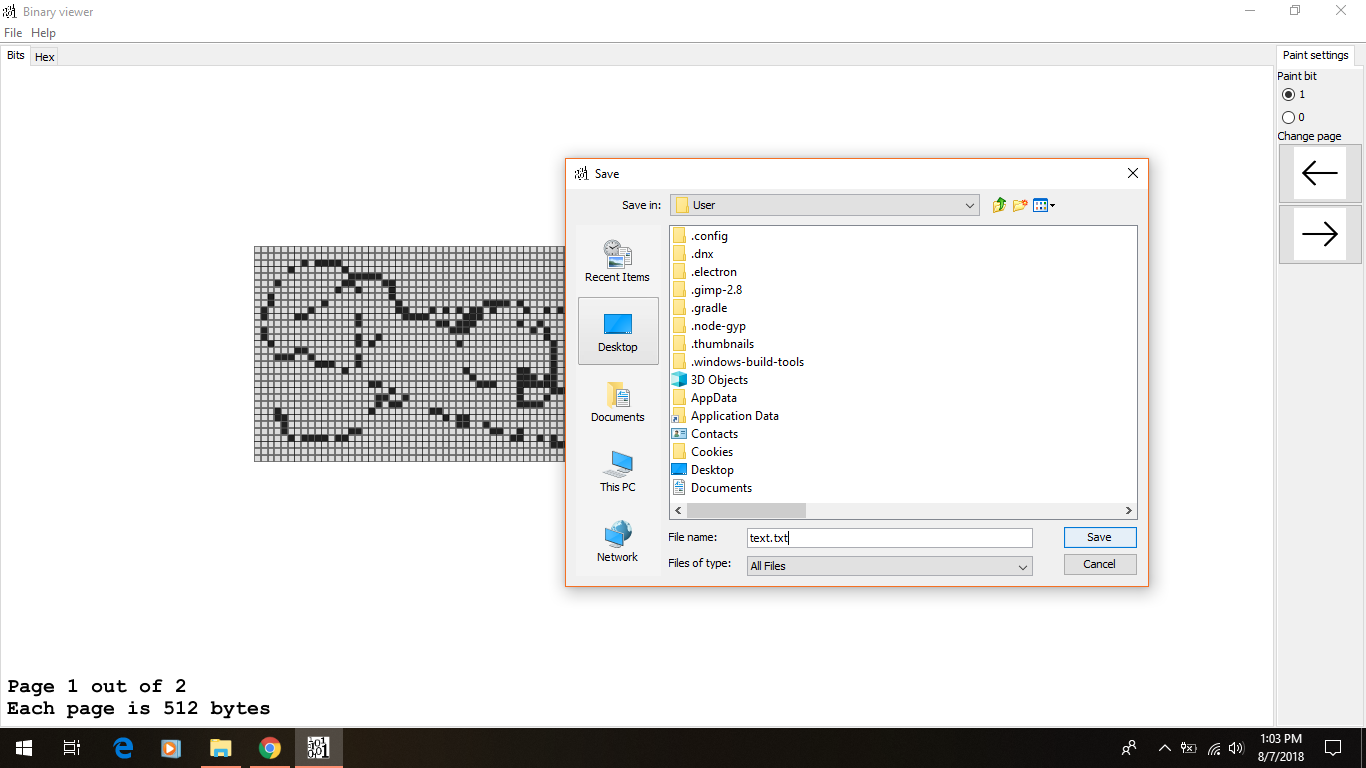 Binary viewer
File Help
Bits Hex
Paint settings
Paint bit
1
0
Change page
Save
Save in: User
Recent Items
Desktop
Documents
This PC
Network
.config
.dnx
.electron
.gimp-2.8
.gradle
.node-gyp
.thumbnails
.windows-build-tools
3D Objects
AppData
Application Data
Contacts
Cookies
Desktop
Documents
File name: text.txt Save
Files of type: All Files Cancel
Page 1 out of 2
Each page is 512 bytes
1:03 PM
8/7/2018